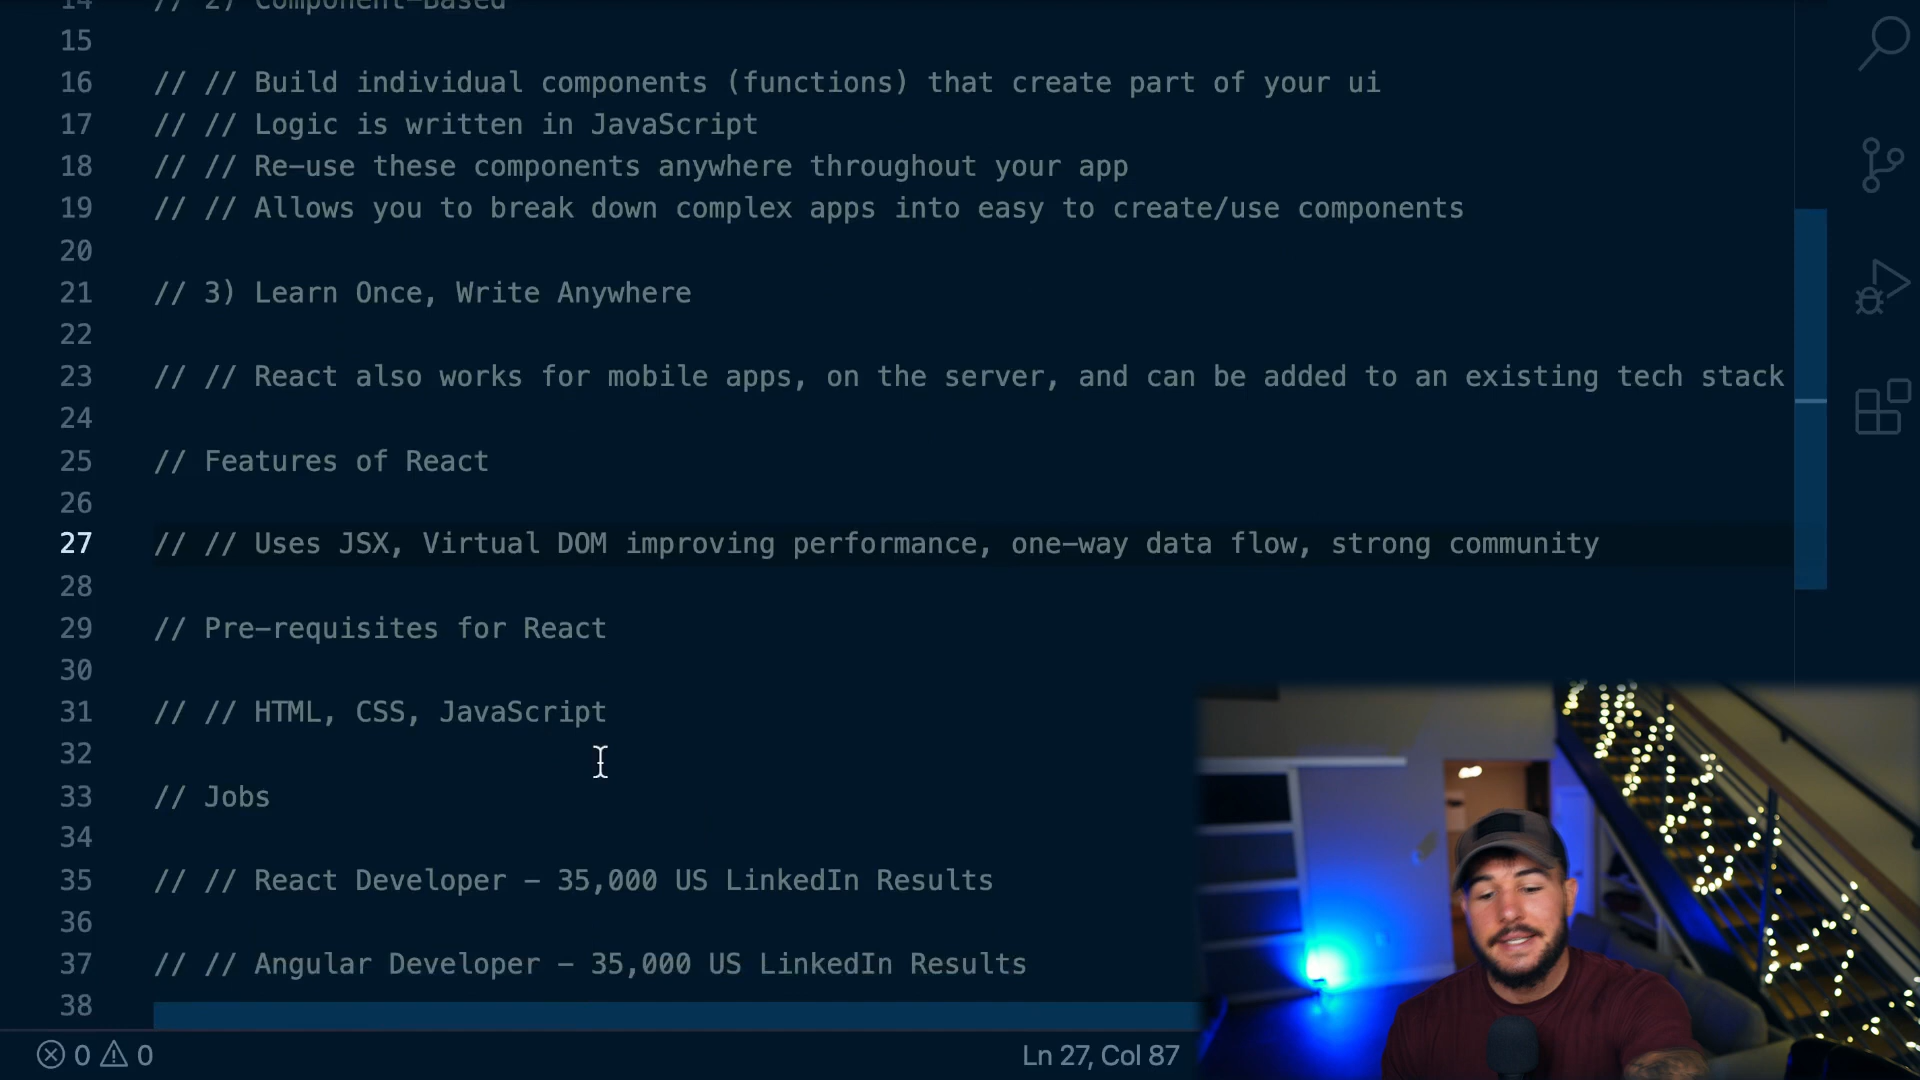 14 // 2) Component-Based
15
16 // // Build individual components (functions) that create part of your ui
17 // // Logic is written in JavaScript
18 // // Re-use these components anywhere throughout your app
19 // // Allows you to break down complex apps into easy to create/use components
20
21 // 3) Learn Once, Write Anywhere
22
23 // // React also works for mobile apps, on the server, and can be added to an existing tech stack
24
25 // Features of React
26
27 // // Uses JSX, Virtual DOM improving performance, one-way data flow, strong community
28
29 // Pre-requisites for React
30
31 // // HTML, CSS, JavaScript
32
33 // Jobs
34
35 // // React Developer - 35,000 US LinkedIn Results
36
37 // // Angular Developer - 35,000 US LinkedIn Results
38
0 0 Ln 27, Col 87